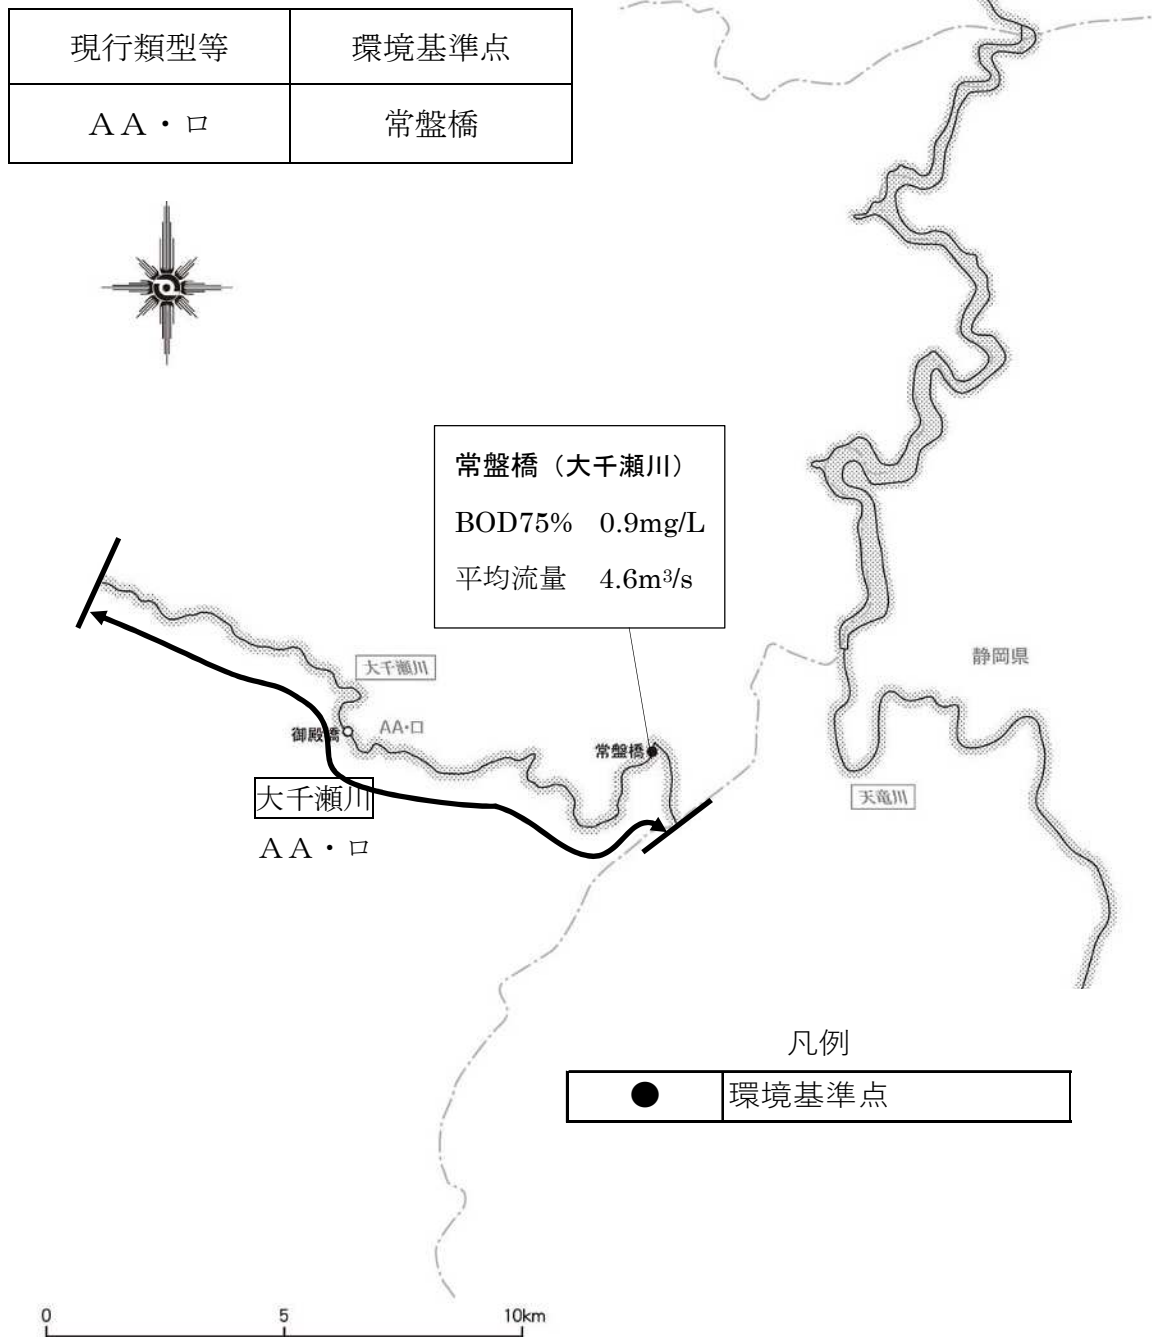 現行類型等 環境基準点
ＡＡ・ロ 常盤橋
常盤橋（大千瀬川）
BOD75% 0.9mg/L
平均流量 4.6m³/s
大千瀬川
静岡県
御殿橋
AA・ロ
常盤橋
大千瀬川
天竜川
ＡＡ・ロ
凡例
● 環境基準点
0 5 10km